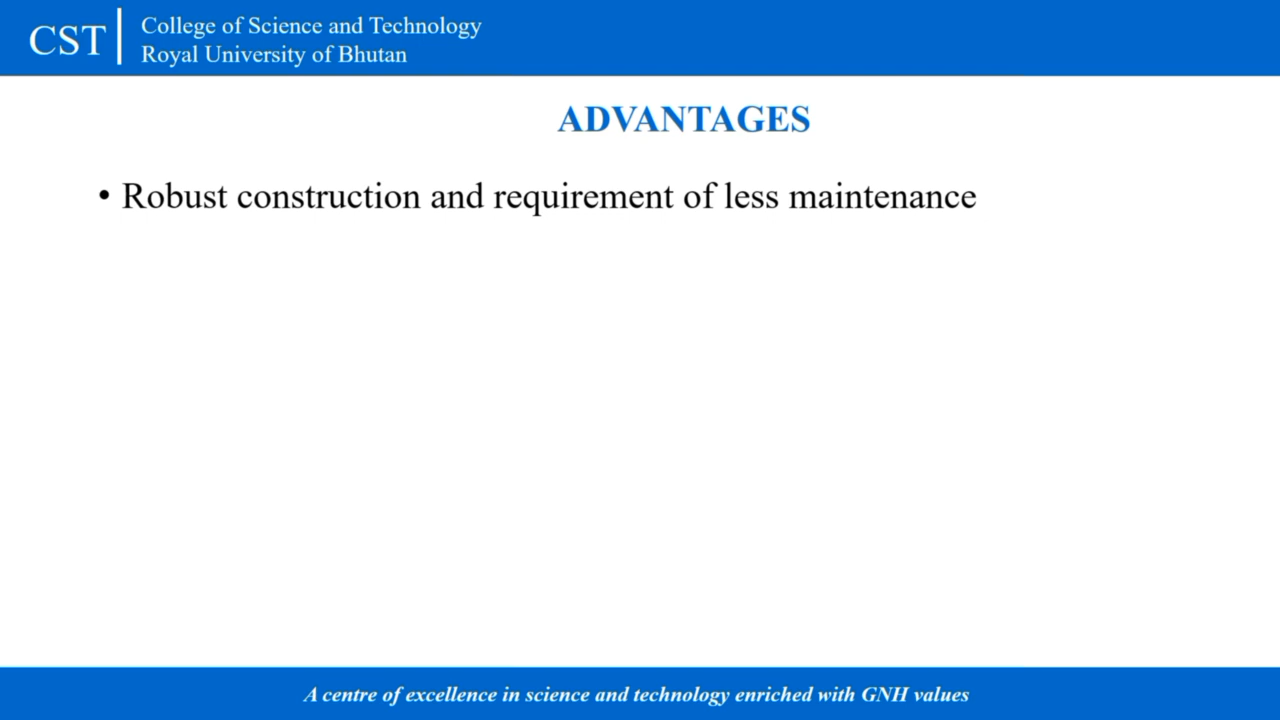 CST
College of Science and Technology
Royal University of Bhutan
ADVANTAGES
• Robust construction and requirement of less maintenance
A centre of excellence in science and technology enriched with GNH values